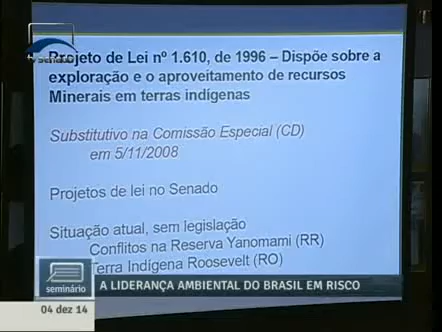 Projeto de Lei nº 1.610, de 1996 – Dispõe sobre a
exploração e o aproveitamento de recursos
Minerais em terras indígenas
Substitutivo na Comissão Especial (CD)
em 5/11/2008
Projetos de lei no Senado
Situação atual, sem legislação
Conflitos na Reserva Yanomami (RR)
Terra Indígena Roosevelt (RO)
seminário
A LIDERANÇA AMBIENTAL DO BRASIL EM RISCO
04 dez 14